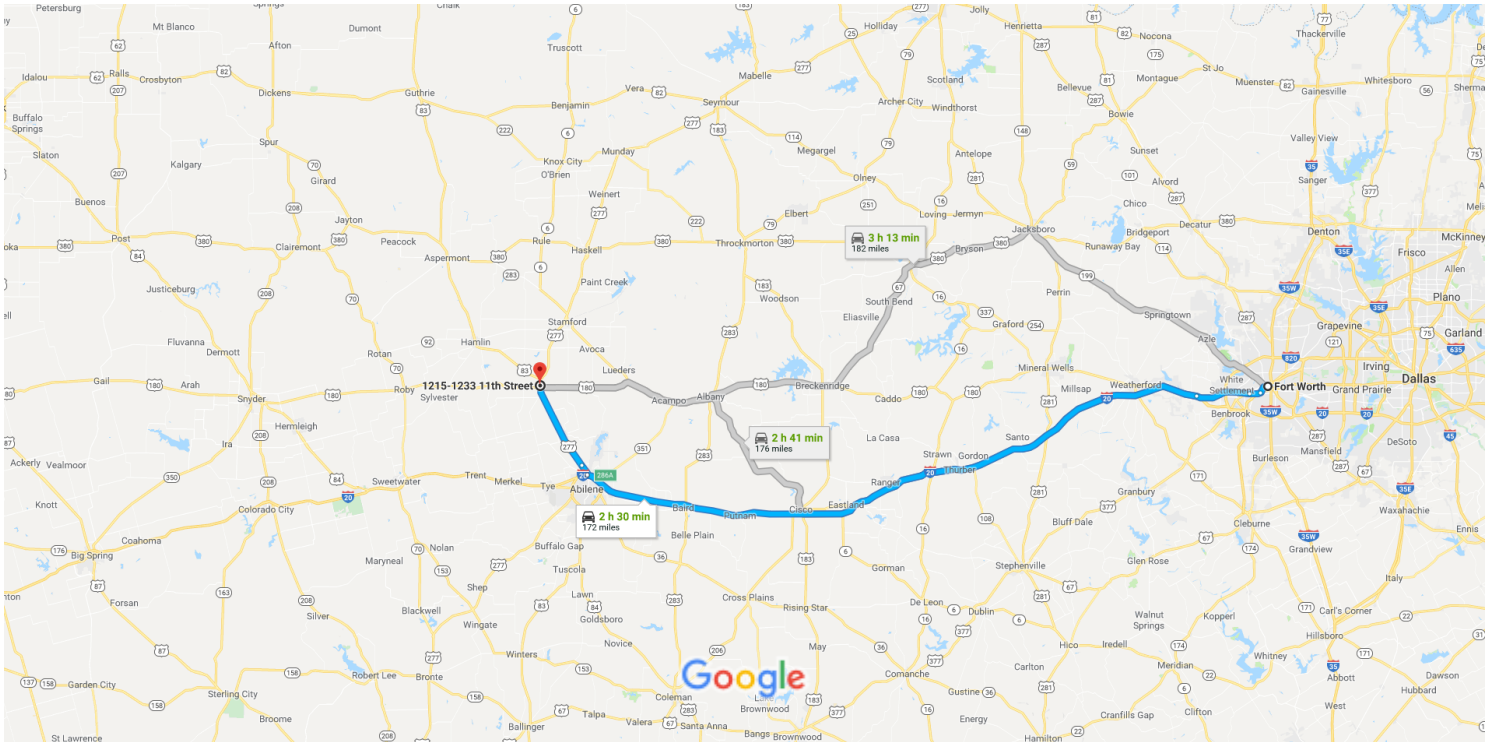 Petersburg
Springs
Chalk
Mt Blanco
Dumont
Afton
Truscott
Holliday
Jolly
Henrietta
Nocona
Thackerville
Idalou
Ralls
Crosbyton
Dickens
Guthrie
Benjamin
Vera
Mabelle
Seymour
Archer City
Scotland
Windthorst
Bellevue
Bowie
Montague
St Jo
Muenster
Gainesville
Whitesboro
Buffalo
Springs
Slaton
Kalgary
Spur
Girard
Knox City
O'Brien
Munday
Weinert
Megargel
Olney
Antelope
Sunset
Alvord
Chico
Valley View
Sanger
Buenos
Post
Clairemont
Jayton
Peacock
Aspermont
Rule
Haskell
Throckmorton
Elbert
Loving
Jermyn
Jacksboro
Bryson
Bridgeport
Runaway Bay
Decatur
Denton
McKinney
Frisco
Allen
Plano
Garland
3 h 13 min
182 miles
Justiceburg
Paint Creek
Woodson
South Bend
Eliasville
Perrin
Graford
Springtown
Azle
Grapevine
Irving
Fluvanna
Dermott
Rotan
Hamlin
Stamford
Avoca
Lueders
Gail
Arah
Snyder
Roby
Sylvester
1215-1233 11th Street
Acampo
Albany
Breckenridge
Caddo
Mineral Wells
Millsap
Weatherford
White
Settlement
Benbrook
Fort Worth
Grand Prairie
Dallas
Hermleigh
Ira
Ackerly
Vealmoor
Knott
Colorado City
Sweetwater
Trent
Merkel
Tye
Abilene
286A
2 h 41 min
176 miles
La Casa
Strawn
Gordon
Thurber
Santo
Ranger
Eastland
Cisco
Putnam
Baird
Burleson
Mansfield
DeSoto
2 h 30 min
172 miles
Belle Plain
Granbury
Cleburne
Waxahachie
Ennis
Big Spring
Coahoma
Forsan
Maryneal
Nolan
Buffalo Gap
Tuscola
Lawn
Goldsboro
Shep
Blackwell
Wingate
Silver
Cross Plains
Rising Star
Gorman
De Leon
Dublin
Stephenville
Bluff Dale
Glen Rose
Grandview
Italy
Walnut
Springs
Kopperl
Carl's Corner
Hillsboro
Garden City
Sterling City
Robert Lee
Bronte
Winters
Novice
May
Comanche
Hico
Iredell
Carlton
Meridian
Whitney
Abbott
Dawson
Hubbard
Google
Broome
St Lawrence
Ballinger
Talpa
Valera
Coleman
Santa Anna
Brownwood
Bangs
Brownwood
Gustine
Energy
Hamilton
Cranfills Gap
Clifton
West